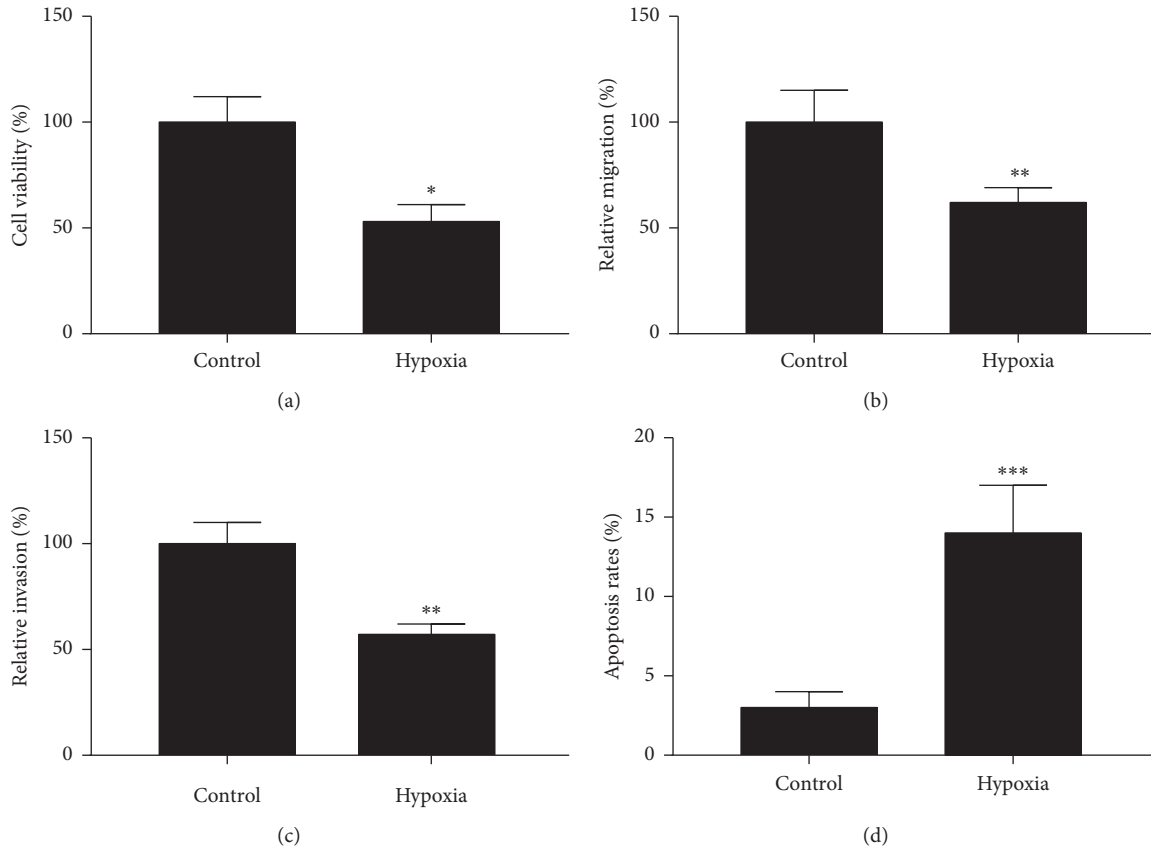 150
100
50
0
Cell viability (%)
*
Control
Hypoxia
(a)
150
100
50
0
Relative migration (%)
**
Control
Hypoxia
(b)
150
100
50
0
Relative invasion (%)
**
Control
Hypoxia
(c)
20
15
10
5
0
Apoptosis rates (%)
***
Control
Hypoxia
(d)